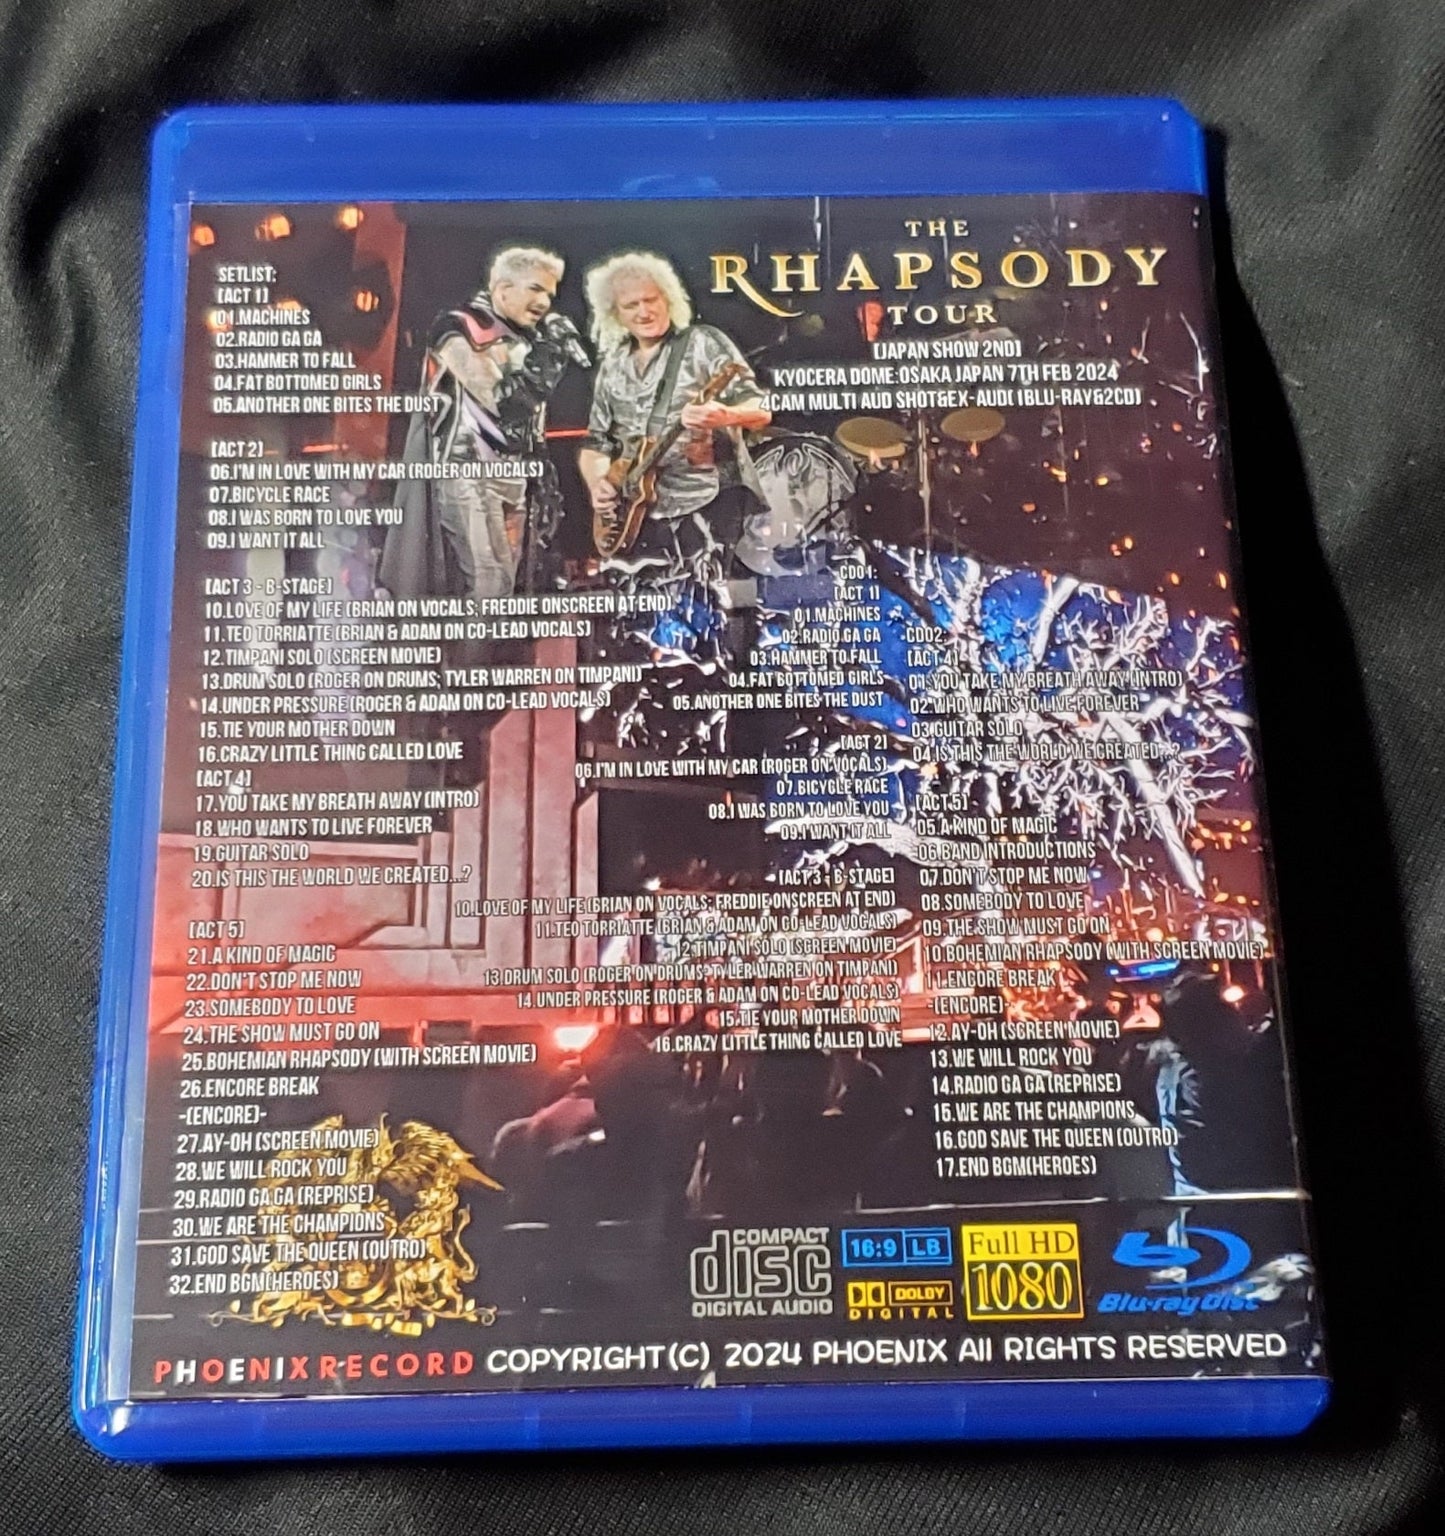 THE
RHAPSODY
TOUR
[JAPAN SHOW 2ND]
KYOCERA DOME:OSAKA JAPAN 7TH FEB 2024
4CAM MULTI AUD SHOT&EX-AUD[1BLU-RAY&2CD]
SETLIST:
[ACT 1]
01.MACHINES
02.RADIO GA GA
03.HAMMER TO FALL
04.FAT BOTTOMED GIRLS
05.ANOTHER ONE BITES THE DUST
[ACT 2]
06.I'M IN LOVE WITH MY CAR (ROGER ON VOCALS)
07.BICYCLE RACE
08.I WAS BORN TO LOVE YOU
09.I WANT IT ALL
[ACT 3 - B-STAGE]
10.LOVE OF MY LIFE (BRIAN ON VOCALS; FREDDIE ONSCREEN AT END)
11.TEO TORRIATTE (BRIAN & ADAM ON CO-LEAD VOCALS)
12.TIMPANI SOLO (SCREEN MOVIE)
13.DRUM SOLO (ROGER ON DRUMS; TYLER WARREN ON TIMPANI)
14.UNDER PRESSURE (ROGER & ADAM ON CO-LEAD VOCALS)
15.TIE YOUR MOTHER DOWN
16.CRAZY LITTLE THING CALLED LOVE
[ACT 4]
17.YOU TAKE MY BREATH AWAY (INTRO)
18.WHO WANTS TO LIVE FOREVER
19.GUITAR SOLO
20.IS THIS THE WORLD WE CREATED...?
[ACT 5]
21.A KIND OF MAGIC
22.DON'T STOP ME NOW
23.SOMEBODY TO LOVE
24.THE SHOW MUST GO ON
25.BOHEMIAN RHAPSODY (WITH SCREEN MOVIE)
26.ENCORE BREAK
-(ENCORE)-
27.AY-OH (SCREEN MOVIE)
28.WE WILL ROCK YOU
29.RADIO GA GA (REPRISE)
30.WE ARE THE CHAMPIONS
31.GOD SAVE THE QUEEN (OUTRO)
32.END BGM(HEROES)
CD01:
[ACT 1]
01.MACHINES
02.RADIO GA GA
03.HAMMER TO FALL
04.FAT BOTTOMED GIRLS
05.ANOTHER ONE BITES THE DUST
[ACT 2]
06.I'M IN LOVE WITH MY CAR (ROGER ON VOCALS)
07.BICYCLE RACE
08.I WAS BORN TO LOVE YOU
09.I WANT IT ALL
[ACT 3 - B-STAGE]
10.LOVE OF MY LIFE (BRIAN ON VOCALS; FREDDIE ONSCREEN AT END)
11.TEO TORRIATTE (BRIAN & ADAM ON CO-LEAD VOCALS)
12.TIMPANI SOLO (SCREEN MOVIE)
13.DRUM SOLO (ROGER ON DRUMS; TYLER WARREN ON TIMPANI)
14.UNDER PRESSURE (ROGER & ADAM ON CO-LEAD VOCALS)
15.TIE YOUR MOTHER DOWN
16.CRAZY LITTLE THING CALLED LOVE
CD02:
[ACT 4]
01.YOU TAKE MY BREATH AWAY (INTRO)
02.WHO WANTS TO LIVE FOREVER
03.GUITAR SOLO
04.IS THIS THE WORLD WE CREATED...?
[ACT 5]
05.A KIND OF MAGIC
06.BAND INTRODUCTIONS
07.DON'T STOP ME NOW
08.SOMEBODY TO LOVE
09.THE SHOW MUST GO ON
10.BOHEMIAN RHAPSODY (WITH SCREEN MOVIE)
11.ENCORE BREAK
-(ENCORE)-
12.AY-OH (SCREEN MOVIE)
13.WE WILL ROCK YOU
14.RADIO GA GA (REPRISE)
15.WE ARE THE CHAMPIONS
16.GOD SAVE THE QUEEN (OUTRO)
17.END BGM(HEROES)
COMPACT
disc
DIGITAL AUDIO
16:9 LB
DOLBY
DIGITAL
Full HD
1080
Blu-ray Disc
PHOENIX RECORD COPYRIGHT(C) 2024 PHOENIX All RIGHTS RESERVED